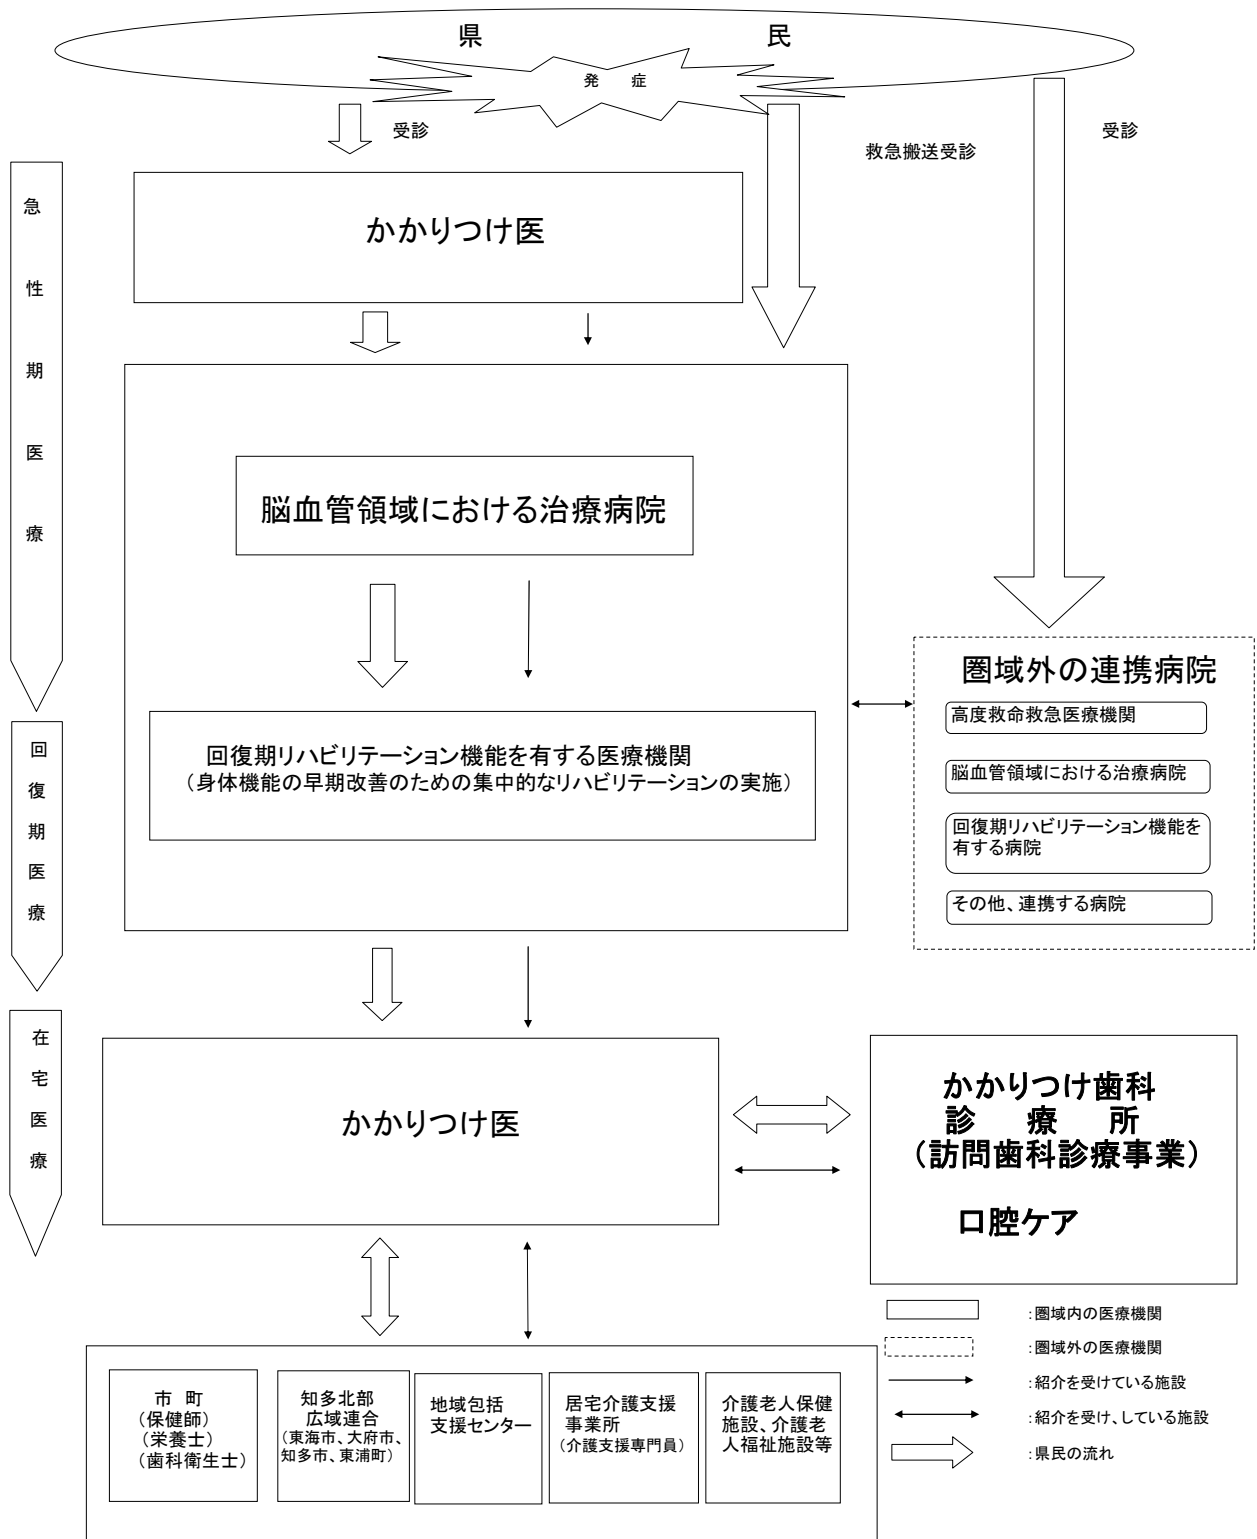 県　民
発　症
受診
救急搬送受診
受診
急性期医療
かかりつけ医
脳血管領域における治療病院
回復期リハビリテーション機能を有する医療機関
（身体機能の早期改善のための集中的なリハビリテーションの実施）
回復期医療
圏域外の連携病院
高度救命救急医療機関
脳血管領域における治療病院
回復期リハビリテーション機能を
有する病院
その他、連携する病院
在宅医療
かかりつけ医
かかりつけ歯科
診　療　所
（訪問歯科診療事業）
口腔ケア
市　町
（保健師）
（栄養士）
（歯科衛生士）
知多北部
広域連合
（東海市、大府市、
知多市、東浦町）
地域包括
支援センター
居宅介護支援
事業所
（介護支援専門員）
介護老人保健
施設、介護老
人福祉施設等
：圏域内の医療機関
：圏域外の医療機関
：紹介を受けている施設
：紹介を受け、している施設
：県民の流れ